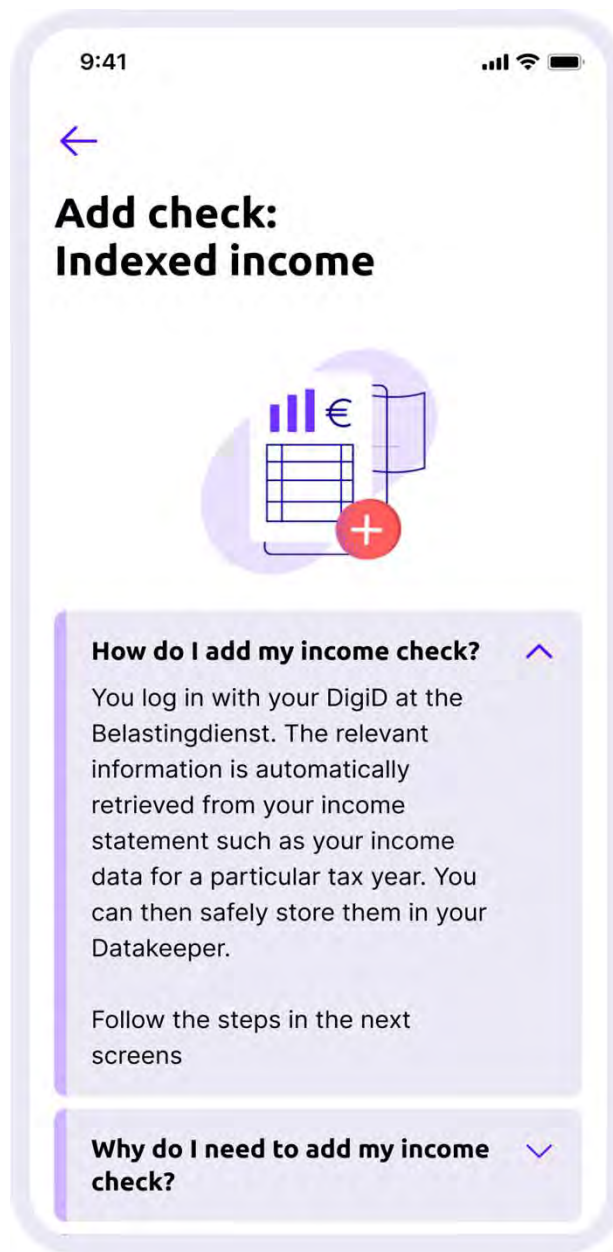 9:41
Add check:
Indexed income
€
How do I add my income check?
You log in with your DigiD at the
Belastingdienst. The relevant
information is automatically
retrieved from your income
statement such as your income
data for a particular tax year. You
can then safely store them in your
Datakeeper.
Follow the steps in the next
screens
Why do I need to add my income
check?